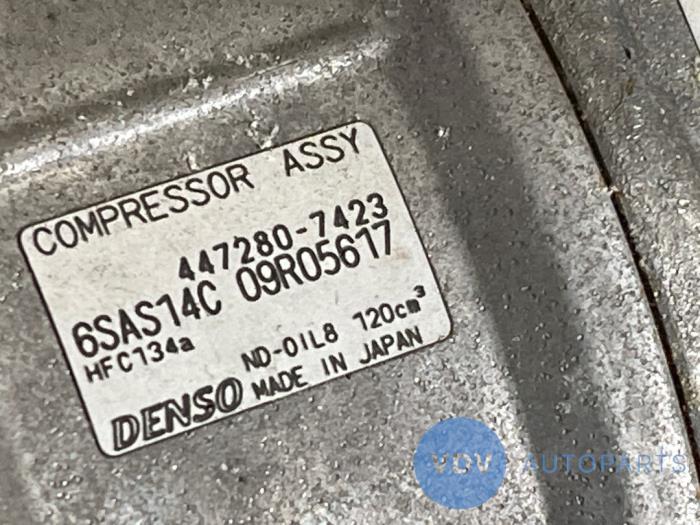 COMPRESSOR ASSY
447280-7423
6SAS14C 09R05617
HFC134a
ND-OIL8 120cm³
DENSO MADE IN JAPAN
VDV AUTOPARTS